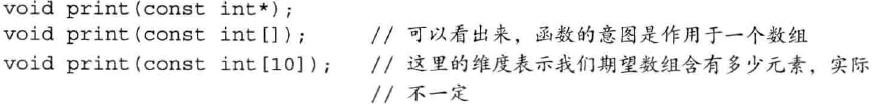 void print(const int*);
void print(const int[]);    // 可以看出来，函数的意图是作用于一个数组
void print(const int[10]);  // 这里的维度表示我们期望数组含有多少元素，实际
// 不一定